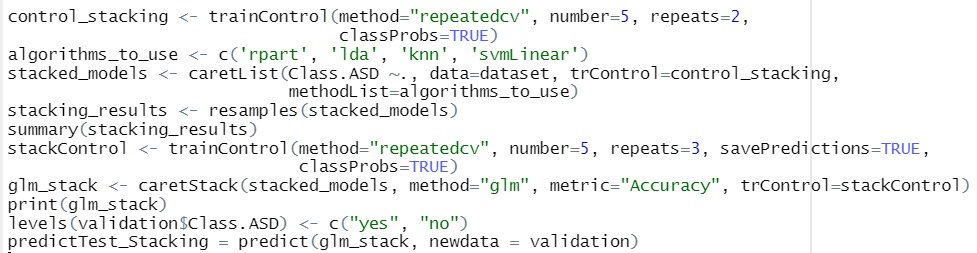 control_stacking <- trainControl(method="repeatedcv", number=5, repeats=2,
classProbs=TRUE)
algorithms_to_use <- c('rpart', 'lda', 'knn', 'svmLinear')
stacked_models <- caretList(Class.ASD ~., data=dataset, trControl=control_stacking,
methodList=algorithms_to_use)
stacking_results <- resamples(stacked_models)
summary(stacking_results)
stackControl <- trainControl(method="repeatedcv", number=5, repeats=3, savePredictions=TRUE,
classProbs=TRUE)
glm_stack <- caretStack(stacked_models, method="glm", metric="Accuracy", trControl=stackControl)
print(glm_stack)
levels(validation$Class.ASD) <- c("yes", "no")
predictTest_Stacking = predict(glm_stack, newdata = validation)